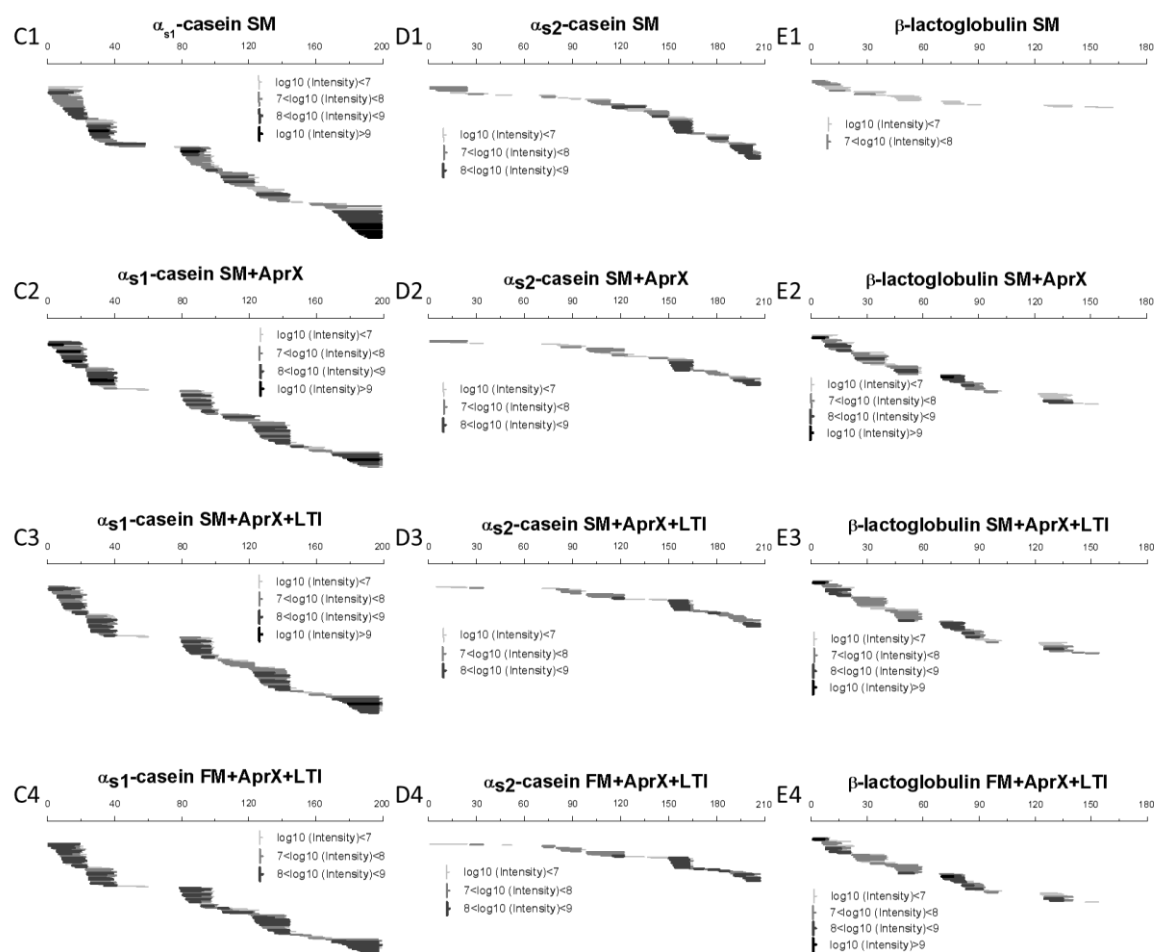 C1
αs1-casein SM
0 40 80 120 160 200
log10 (Intensity)<7
7<log10 (Intensity)<8
8<log10 (Intensity)<9
log10 (Intensity)>9
D1
αs2-casein SM
0 30 60 90 120 150 180 210
log10 (Intensity)<7
7<log10 (Intensity)<8
8<log10 (Intensity)<9
E1
β-lactoglobulin SM
0 30 60 90 120 150 180
log10 (Intensity)<7
7<log10 (Intensity)<8
C2
αs1-casein SM+AprX
0 40 80 120 160 200
log10 (Intensity)<7
7<log10 (Intensity)<8
8<log10 (Intensity)<9
log10 (Intensity)>9
D2
αs2-casein SM+AprX
0 30 60 90 120 150 180 210
log10 (Intensity)<7
7<log10 (Intensity)<8
8<log10 (Intensity)<9
E2
β-lactoglobulin SM+AprX
0 30 60 90 120 150 180
log10 (Intensity)<7
7<log10 (Intensity)<8
8<log10 (Intensity)<9
log10 (Intensity)>9
C3
αs1-casein SM+AprX+LTI
0 40 80 120 160 200
log10 (Intensity)<7
7<log10 (Intensity)<8
8<log10 (Intensity)<9
log10 (Intensity)>9
D3
αs2-casein SM+AprX+LTI
0 30 60 90 120 150 180 210
log10 (Intensity)<7
7<log10 (Intensity)<8
8<log10 (Intensity)<9
E3
β-lactoglobulin SM+AprX+LTI
0 30 60 90 120 150 180
log10 (Intensity)<7
7<log10 (Intensity)<8
8<log10 (Intensity)<9
log10 (Intensity)>9
C4
αs1-casein FM+AprX+LTI
0 40 80 120 160 200
log10 (Intensity)<7
7<log10 (Intensity)<8
8<log10 (Intensity)<9
D4
αs2-casein FM+AprX+LTI
0 30 60 90 120 150 180 210
log10 (Intensity)<7
7<log10 (Intensity)<8
8<log10 (Intensity)<9
E4
β-lactoglobulin FM+AprX+LTI
0 30 60 90 120 150 180
log10 (Intensity)<7
7<log10 (Intensity)<8
8<log10 (Intensity)<9
log10 (Intensity)>9